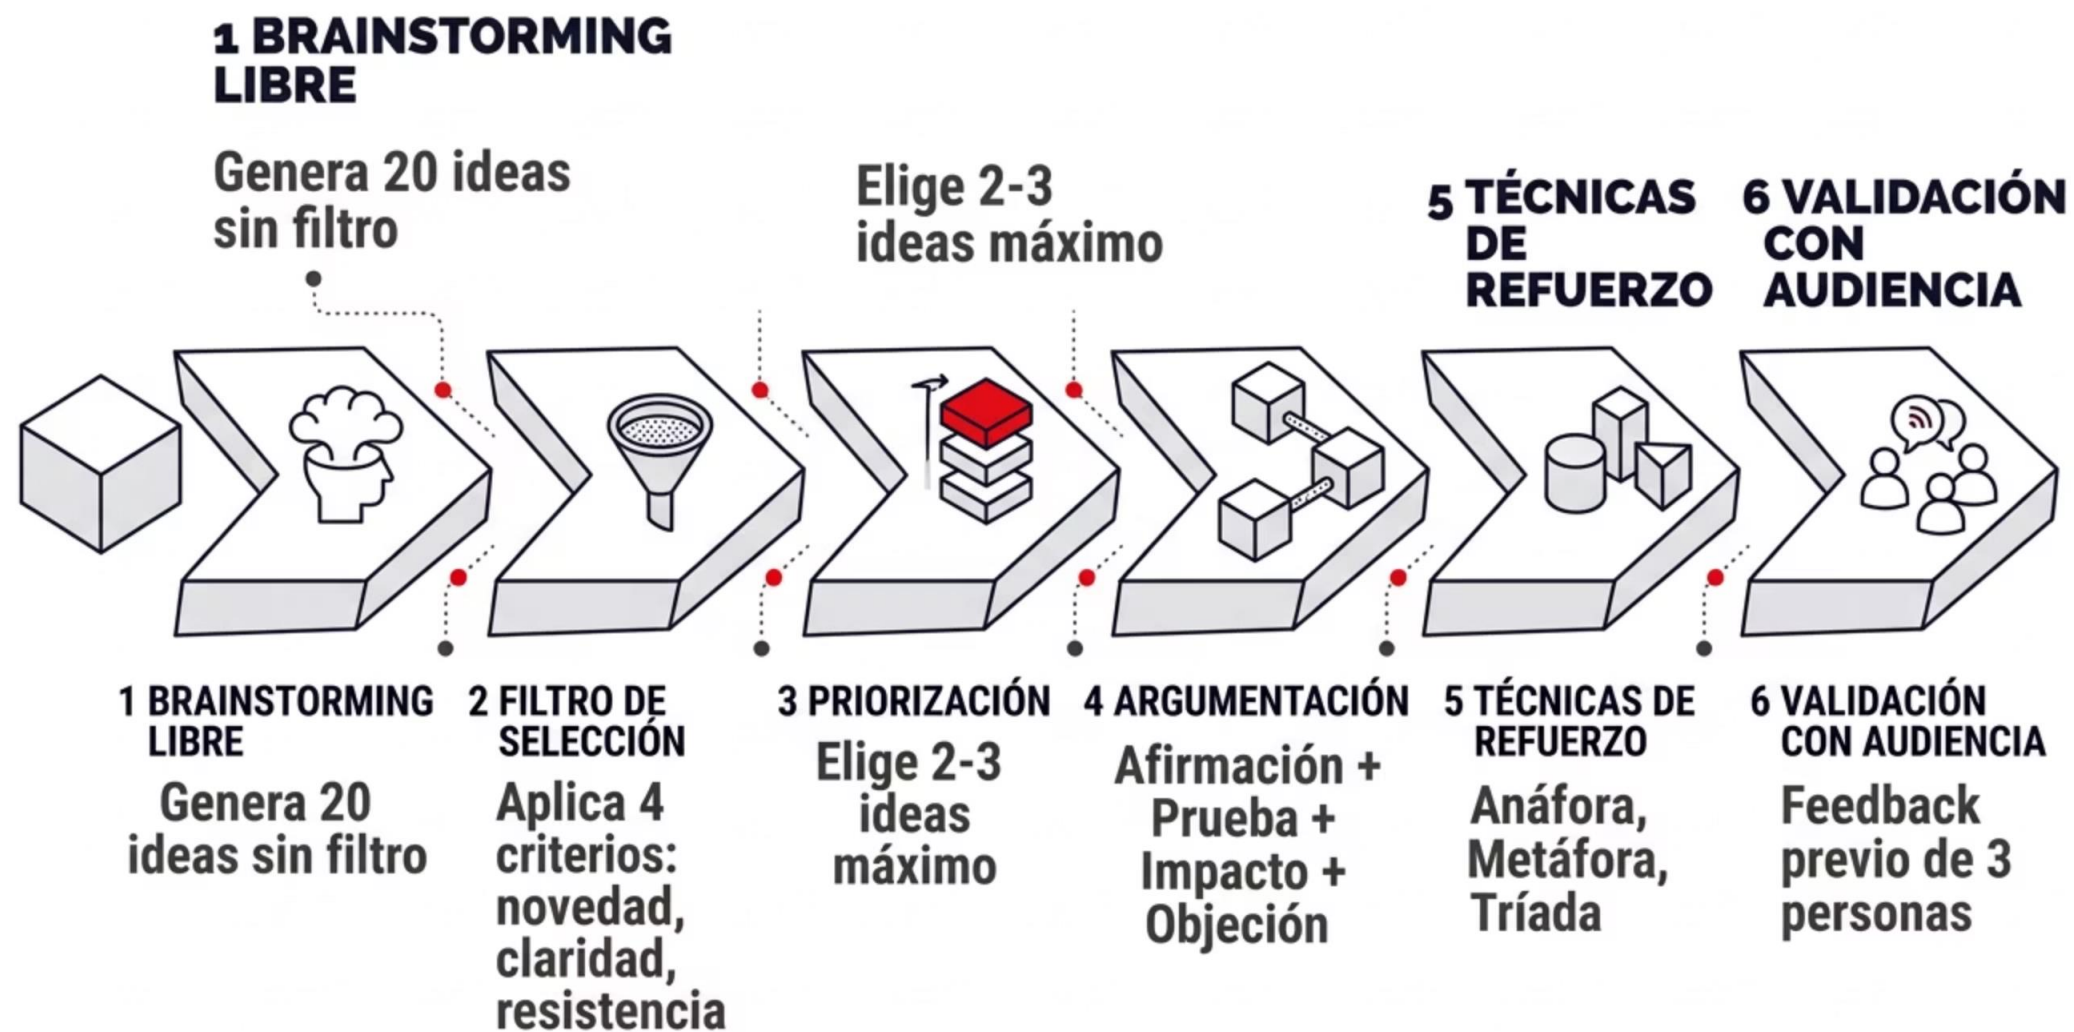 1 BRAINSTORMING
LIBRE
Genera 20 ideas
sin filtro
Elige 2-3
ideas máximo
5 TÉCNICAS
DE
REFUERZO
6 VALIDACIÓN
CON
AUDIENCIA
1 BRAINSTORMING
LIBRE
Genera 20
ideas sin filtro
2 FILTRO DE
SELECCIÓN
Aplica 4
criterios:
novedad,
claridad,
resistencia
3 PRIORIZACIÓN
Elige 2-3
ideas
máximo
4 ARGUMENTACIÓN
Afirmación +
Prueba +
Impacto +
Objeción
5 TÉCNICAS DE
REFUERZO
Anáfora,
Metáfora,
Tríada
6 VALIDACIÓN
CON AUDIENCIA
Feedback
previo de 3
personas